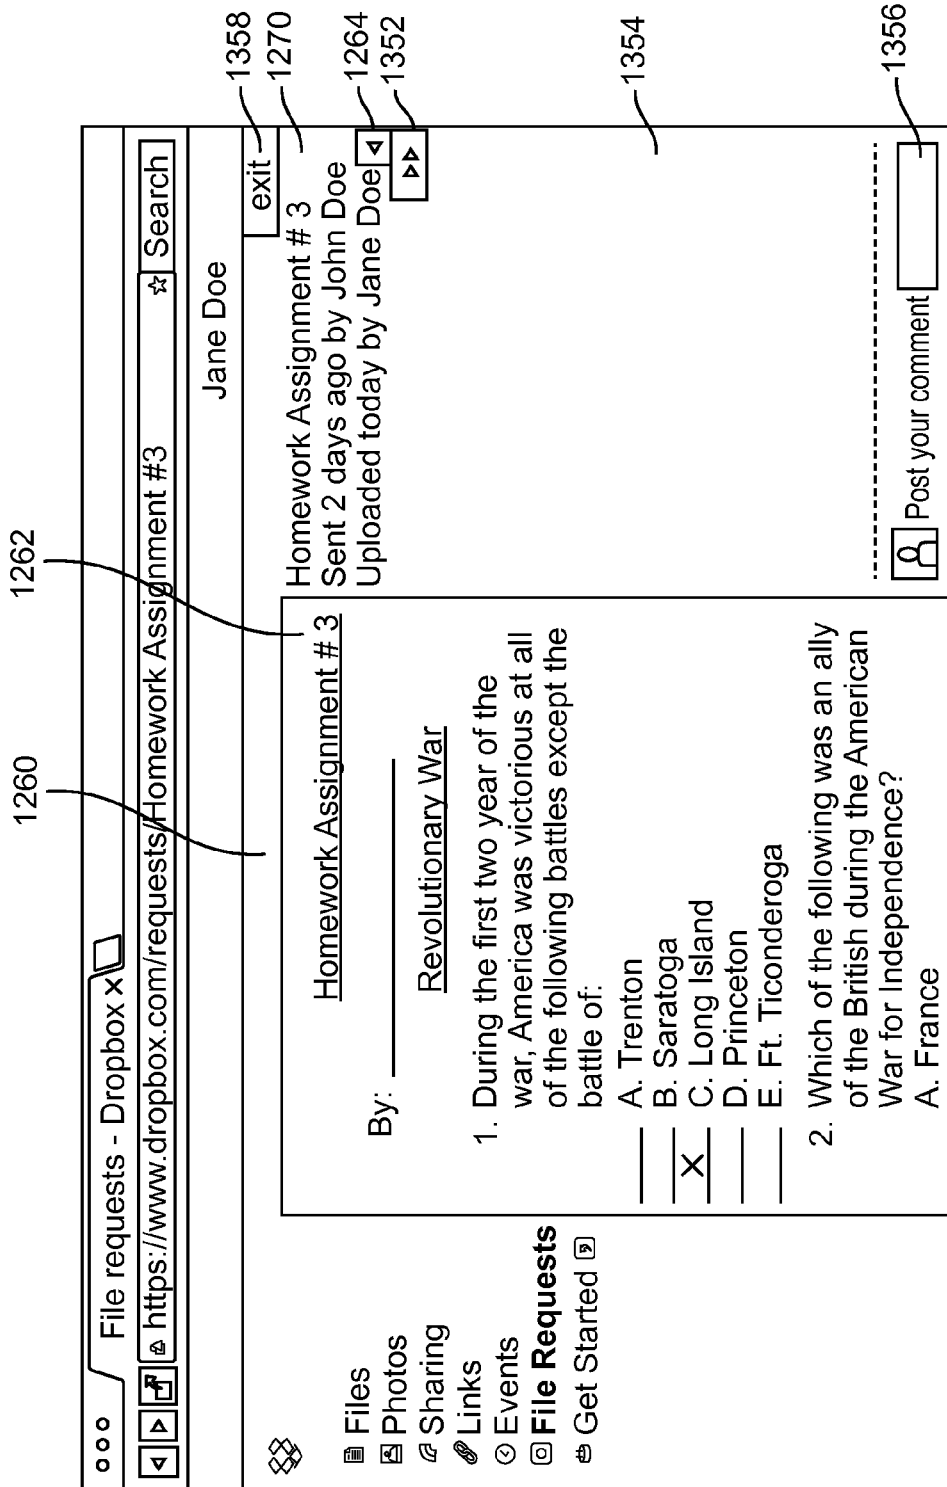 1260
1262
File requests - Dropbox ×
https://www.dropbox.com/requests/Homework Assignment #3
Search
Jane Doe
exit
1358
1270
1264
1352
1354
1356
Files
Photos
Sharing
Links
Events
File Requests
Get Started
Homework Assignment # 3
By:
Revolutionary War
1. During the first two year of the
war, America was victorious at all
of the following battles except the
battle of:
A. Trenton
B. Saratoga
X C. Long Island
D. Princeton
E. Ft. Ticonderoga
2. Which of the following was an ally
of the British during the American
War for Independence?
A. France
Homework Assignment # 3
Sent 2 days ago by John Doe
Uploaded today by Jane Doe
Post your comment